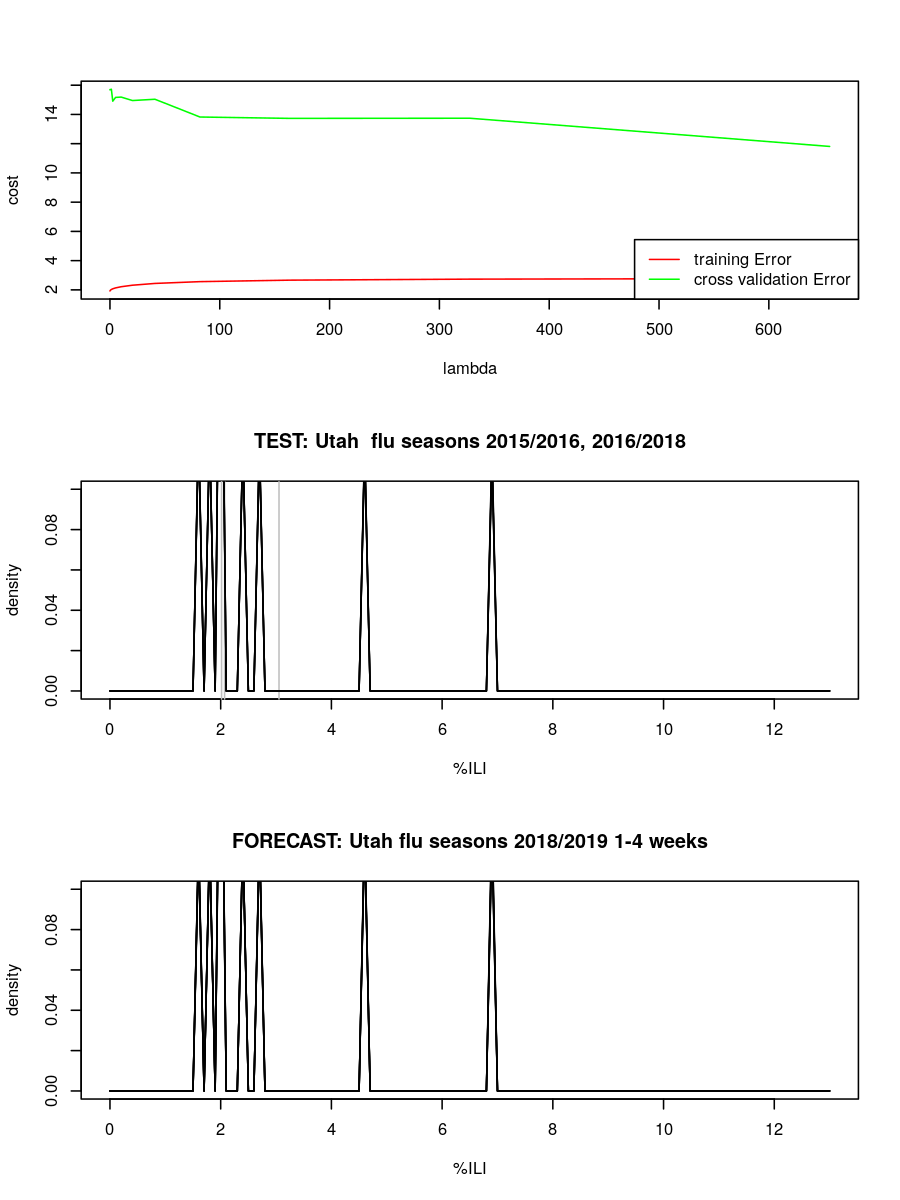 cost
14
10
8
6
4
2
training Error
cross validation Error
0 100 200 300 400 500 600
lambda
TEST: Utah  flu seasons 2015/2016, 2016/2018
density
0.08
0.04
0.00
0 2 4 6 8 10 12
%ILI
FORECAST: Utah flu seasons 2018/2019 1-4 weeks
density
0.08
0.04
0.00
0 2 4 6 8 10 12
%ILI